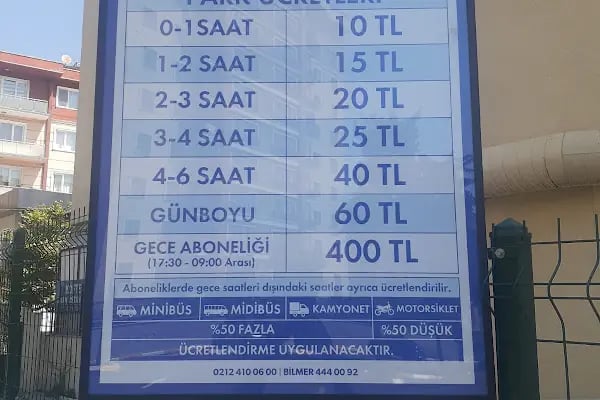 PARK ÜCRETLERİ
0-1 SAAT 10 TL
1-2 SAAT 15 TL
2-3 SAAT 20 TL
3-4 SAAT 25 TL
4-6 SAAT 40 TL
GÜNBOYU 60 TL
GECE ABONELİĞİ 400 TL
(17:30 - 09:00 Arası)
Aboneliklerde gece saatleri dışındaki saatler ayrıca ücretlendirilir.
MİNİBÜS MİDİBÜS KAMYONET MOTORSİKLET
%50 FAZLA %50 DÜŞÜK
ÜCRETLENDİRME UYGULANACAKTIR.
0212 410 06 00 | BİLMER 444 00 92